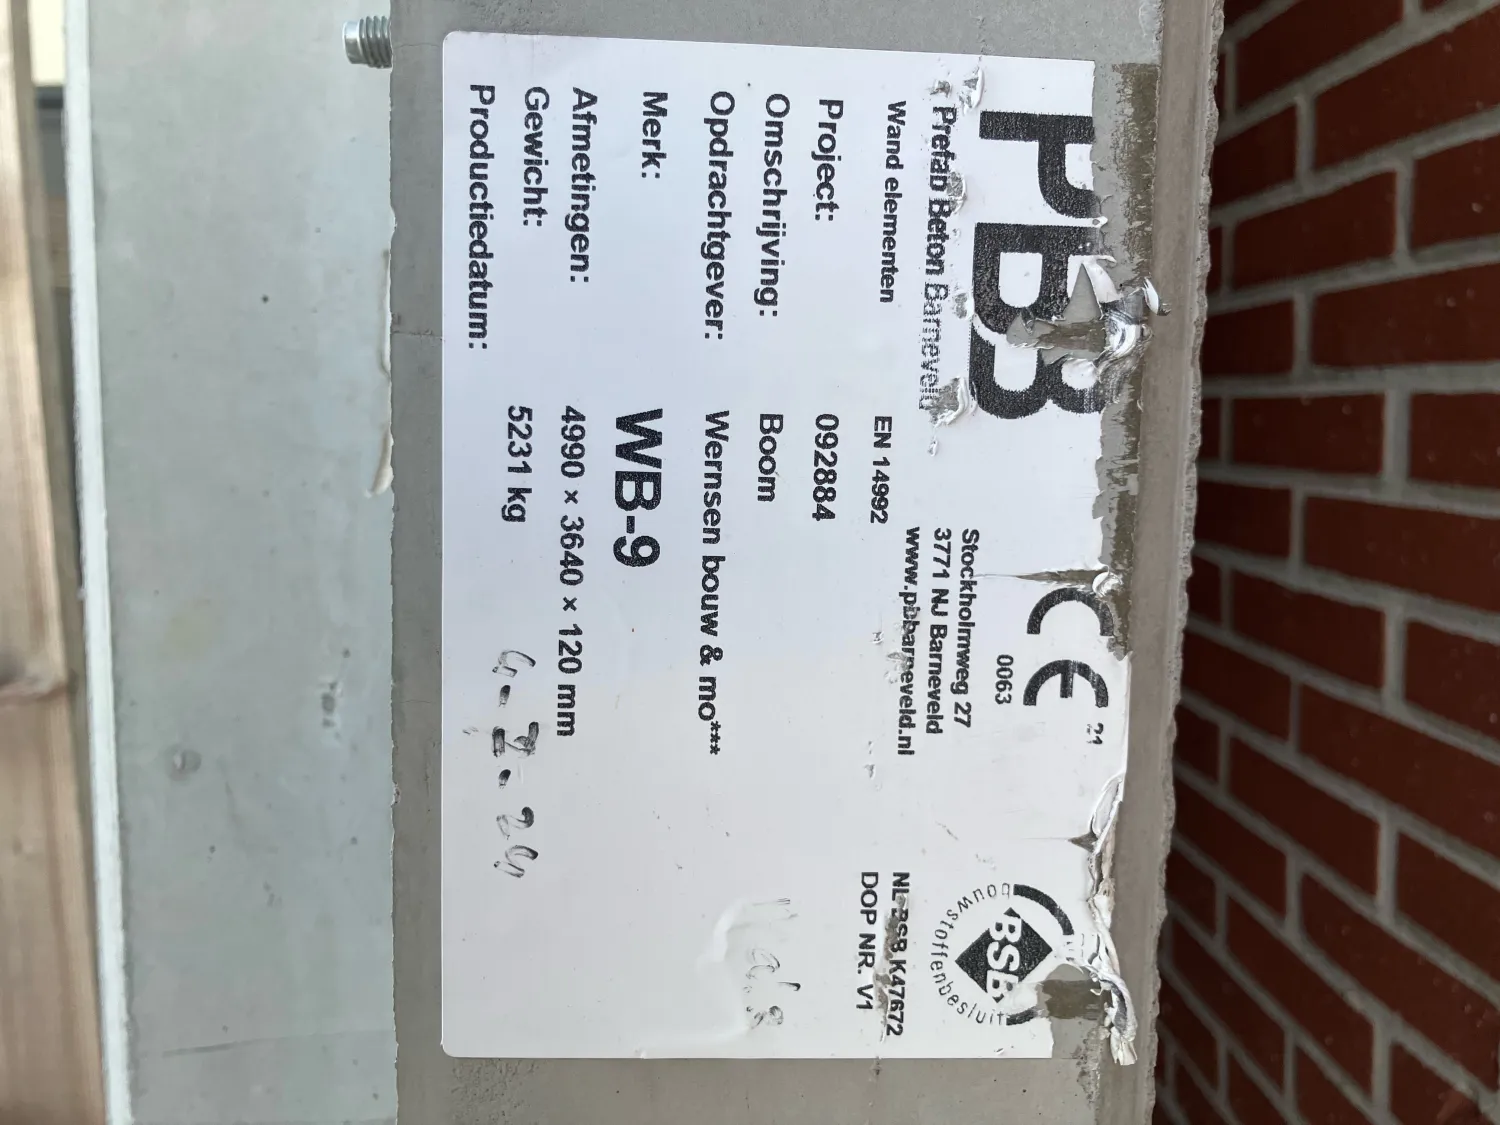 PBB
Prefab Beton Barneveld
CE
21
0063
Stockholmweg 27
3771 NJ Barneveld
www.pbbarneveld.nl
BSB
bouwstoffenbesluit
NL-BSB K47672
DOP NR. V1
Wand elementen EN 14992
Project: 092884
Omschrijving: Boom
Opdrachtgever: Wernsen bouw & mo***
Merk: WB-9
Afmetingen: 4990 × 3640 × 120 mm
Gewicht: 5231 kg
Productiedatum: